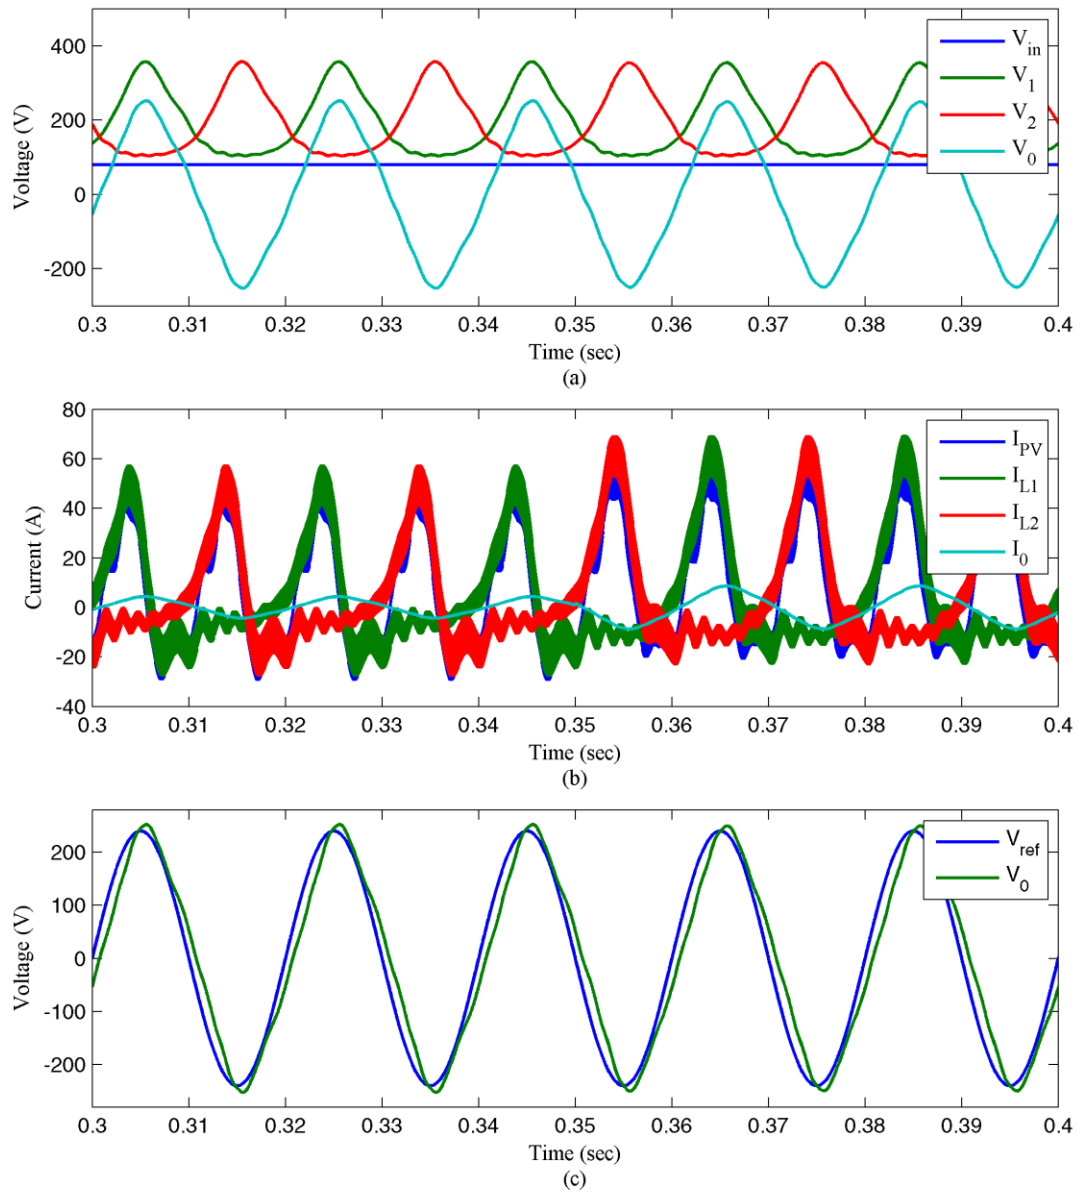 400
200
0
-200
Voltage (V)
V_in
V_1
V_2
V_0
0.3 0.31 0.32 0.33 0.34 0.35 0.36 0.37 0.38 0.39 0.4
Time (sec)
(a)
80
60
40
20
0
-20
-40
Current (A)
I_PV
I_L1
I_L2
I_0
0.3 0.31 0.32 0.33 0.34 0.35 0.36 0.37 0.38 0.39 0.4
Time (sec)
(b)
200
100
0
-100
-200
Voltage (V)
V_ref
V_0
0.3 0.31 0.32 0.33 0.34 0.35 0.36 0.37 0.38 0.39 0.4
Time (sec)
(c)